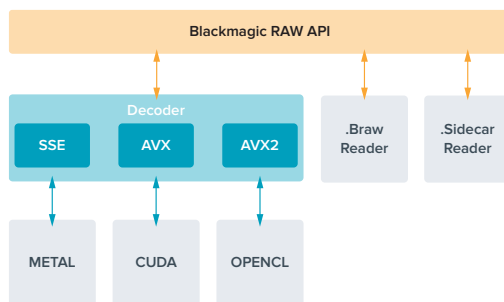 Blackmagic RAW API
Decoder
SSE
AVX
AVX2
.Braw
Reader
.Sidecar
Reader
METAL
CUDA
OPENCL